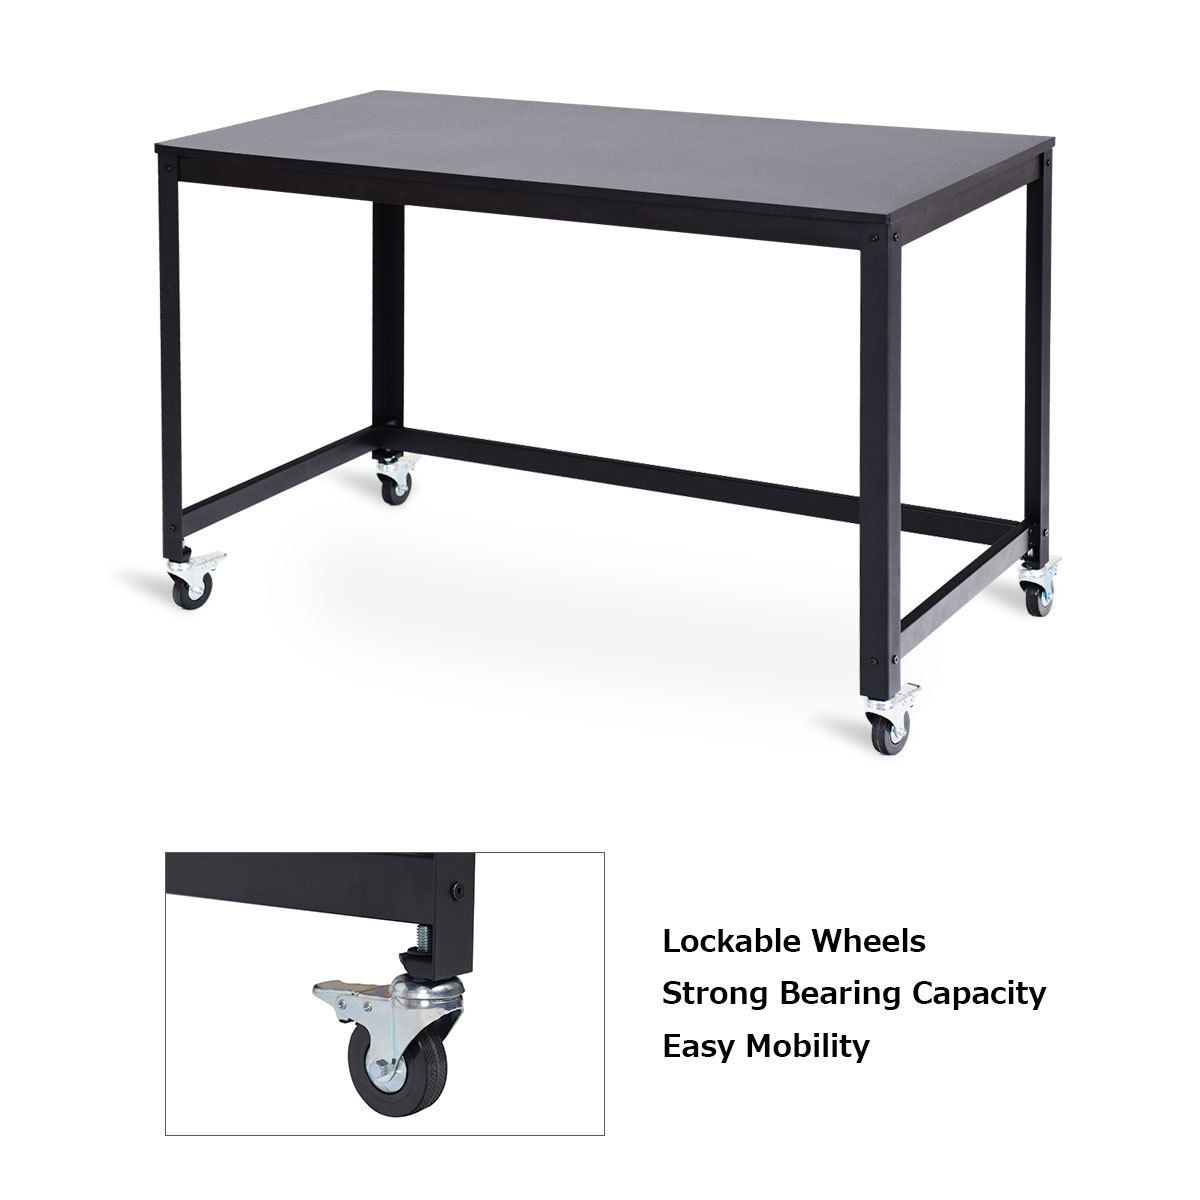 Lockable Wheels
Strong Bearing Capacity
Easy Mobility